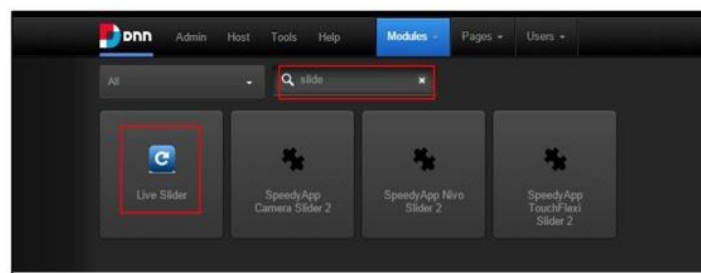 DNN Admin Host Tools Help Modules Pages Users
All slide
Live Slider
SpeedyApp
Camera Slider 2
SpeedyApp Nivo
Slider 2
SpeedyApp
TouchFlexi
Slider 2